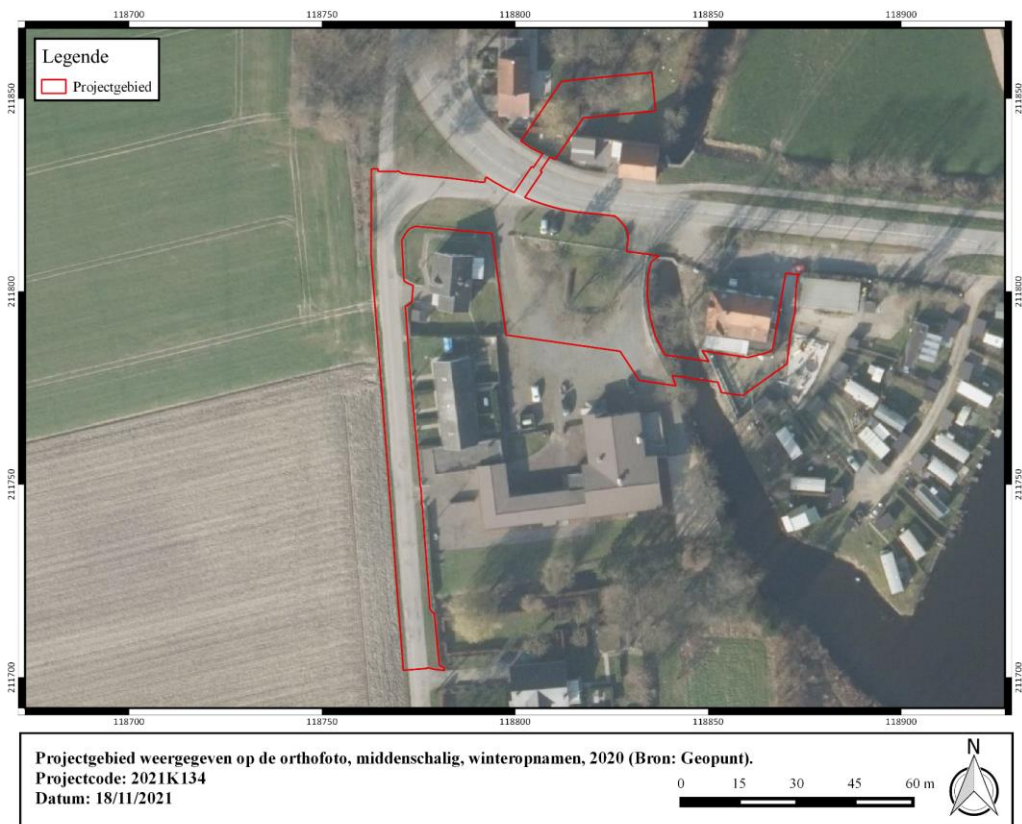 118700 118750 118800 118850 118900
Legende
Projectgebied
211850 211850
211800 211800
211750 211750
211700 211700
118700 118750 118800 118850 118900
Projectgebied weergegeven op de orthofoto, middenschalig, winteropnamen, 2020 (Bron: Geopunt).
Projectcode: 2021K134
Datum: 18/11/2021
0 15 30 45 60 m
N